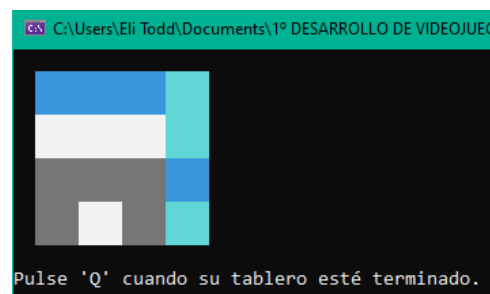 C:\Users\Eli Todd\Documents\1º DESARROLLO DE VIDEOJUEG
Pulse 'Q' cuando su tablero esté terminado.